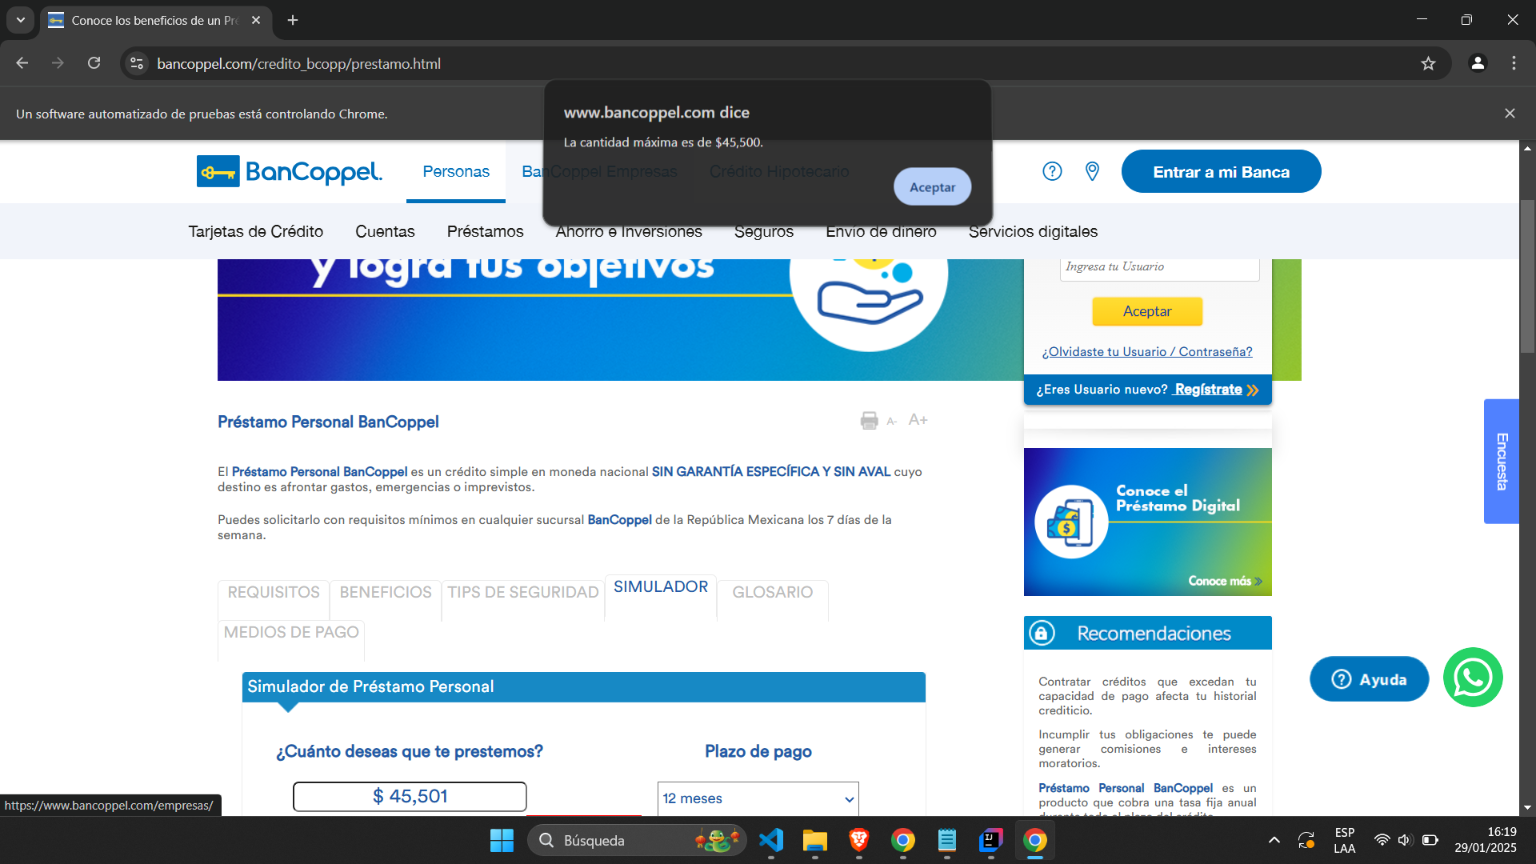 Conoce los beneficios de un Pr
bancoppel.com/credito_bcopp/prestamo.html
Un software automatizado de pruebas está controlando Chrome.
www.bancoppel.com dice
La cantidad máxima es de $45,500.
Aceptar
BanCoppel.
Personas
BanCoppel Empresas
Crédito Hipotecario
Entrar a mi Banca
Tarjetas de Crédito
Cuentas
Préstamos
Ahorro e Inversiones
Seguros
Envío de dinero
Servicios digitales
y logra tus objetivos
Ingresa tu Usuario
Aceptar
¿Olvidaste tu Usuario / Contraseña?
¿Eres Usuario nuevo? Regístrate
Préstamo Personal BanCoppel
A-
A+
El Préstamo Personal BanCoppel es un crédito simple en moneda nacional SIN GARANTÍA ESPECÍFICA Y SIN AVAL cuyo
destino es afrontar gastos, emergencias o imprevistos.
Puedes solicitarlo con requisitos mínimos en cualquier sucursal BanCoppel de la República Mexicana los 7 días de la
semana.
Conoce el
Préstamo Digital
Conoce más
Encuesta
REQUISITOS
BENEFICIOS
TIPS DE SEGURIDAD
SIMULADOR
GLOSARIO
MEDIOS DE PAGO
Simulador de Préstamo Personal
¿Cuánto deseas que te prestemos?
Plazo de pago
$ 45,501
12 meses
Recomendaciones
Contratar créditos que excedan tu
capacidad de pago afecta tu historial
crediticio.
Incumplir tus obligaciones te puede
generar comisiones e intereses
moratorios.
Préstamo Personal BanCoppel es un
producto que cobra una tasa fija anual
durante todo el plazo del crédito.
Ayuda
https://www.bancoppel.com/empresas/
Búsqueda
ESP
LAA
16:19
29/01/2025